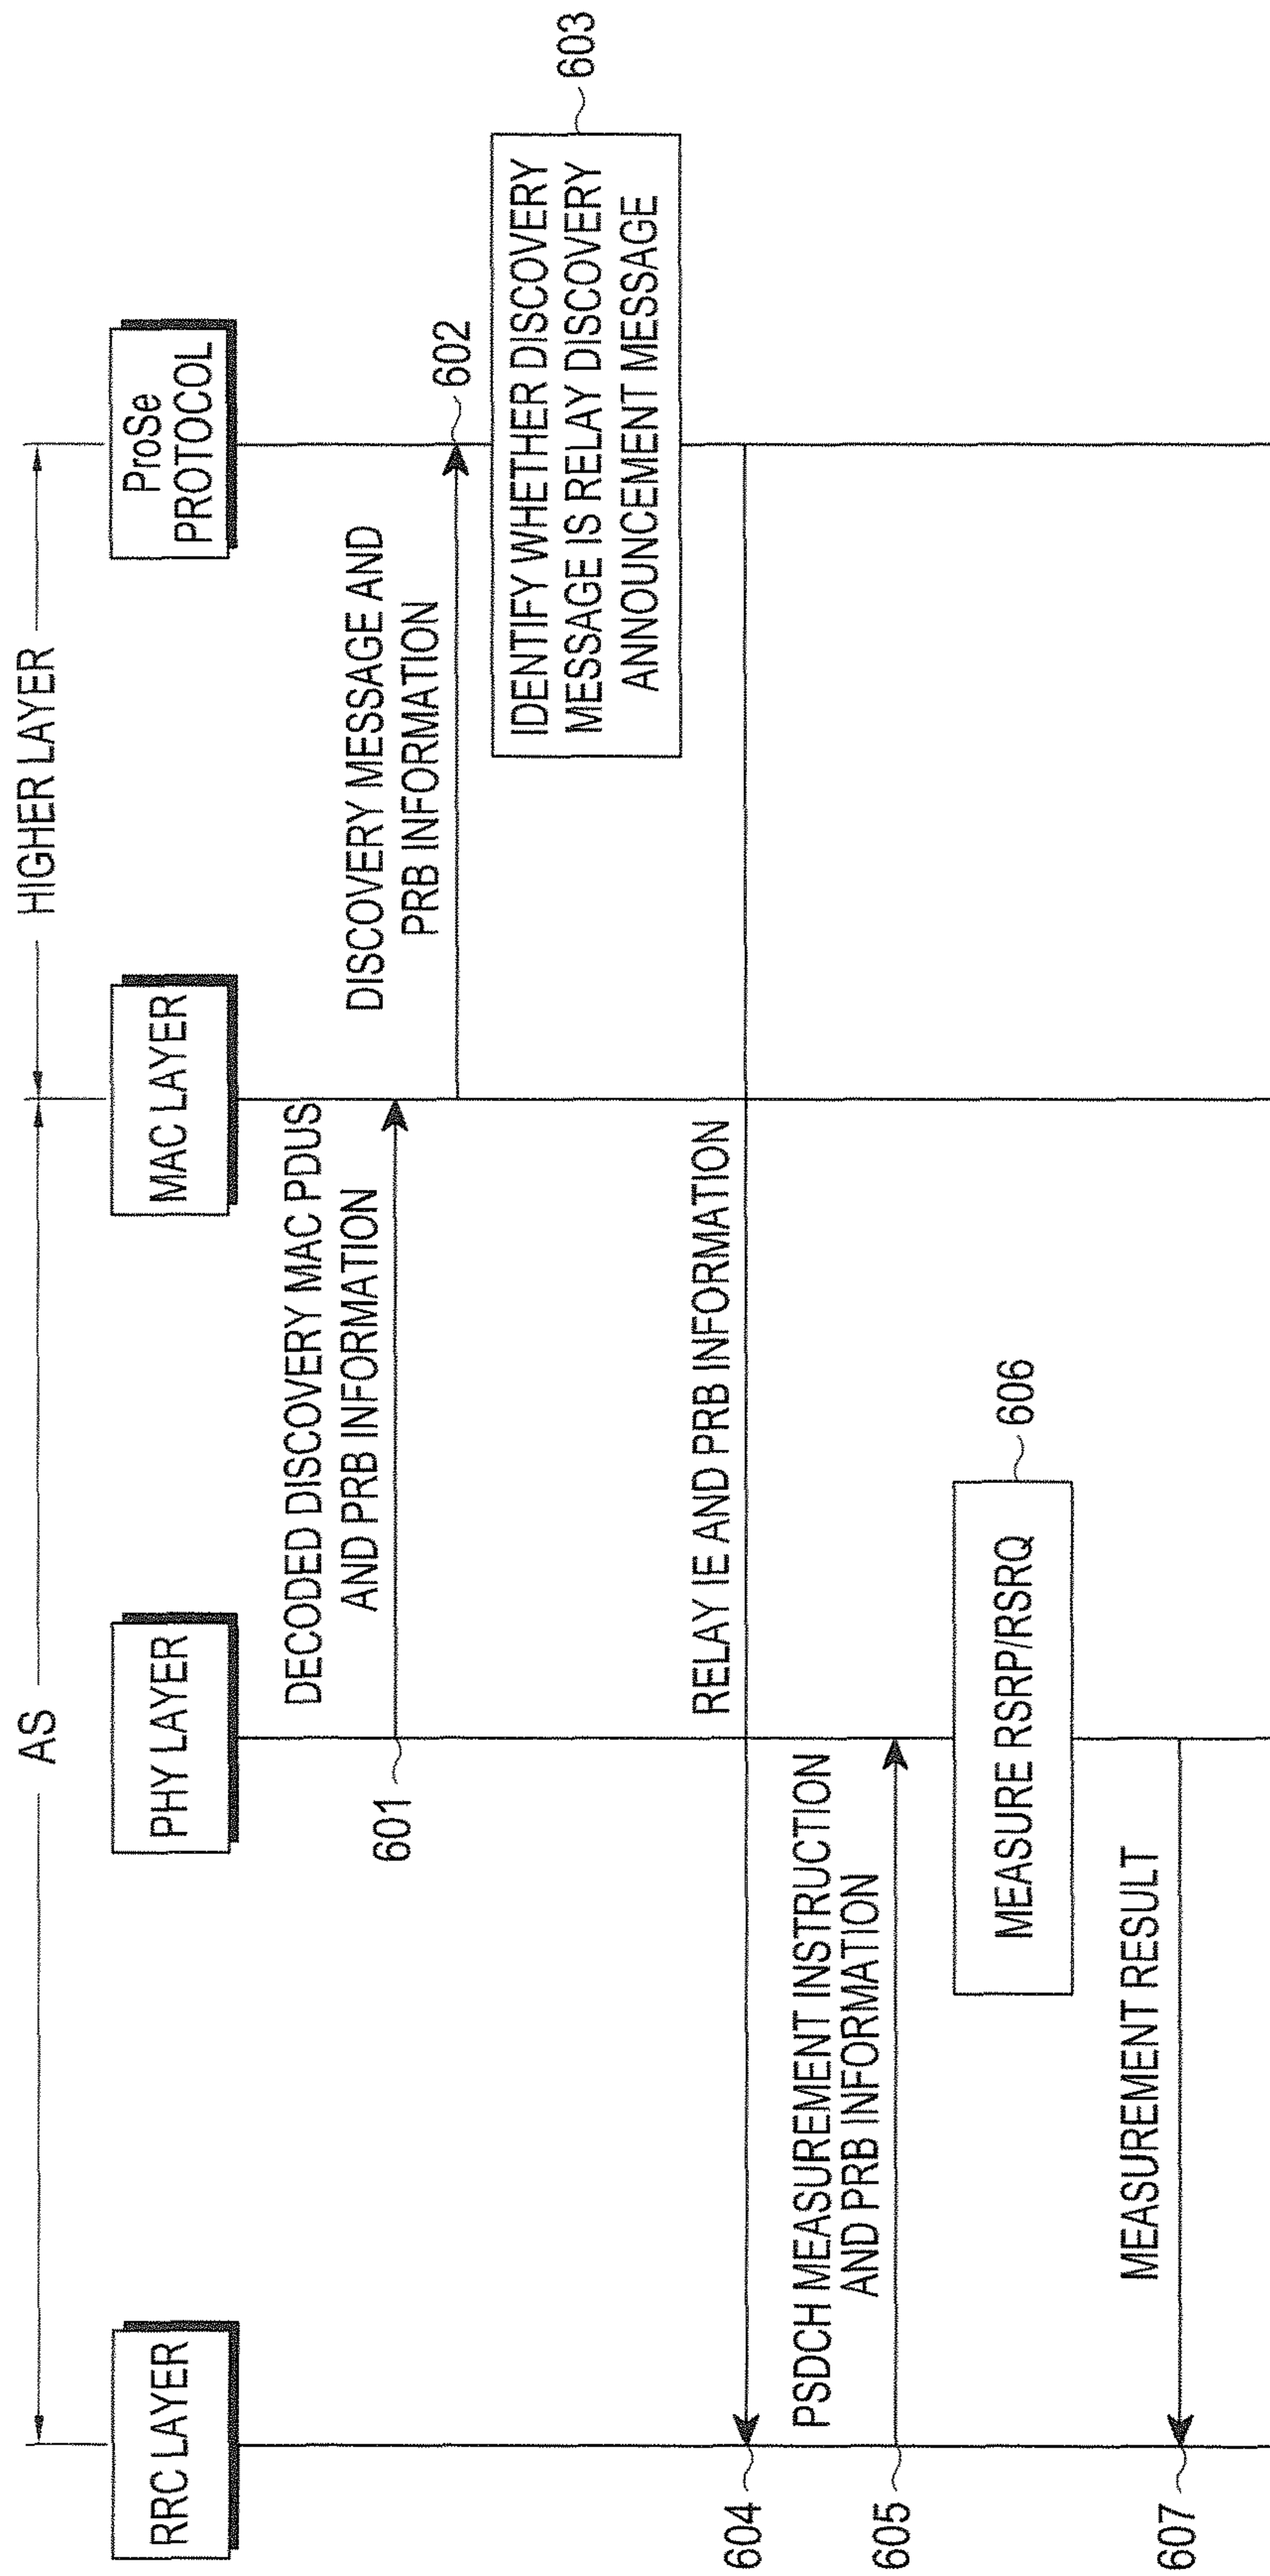 AS
HIGHER LAYER
RRC LAYER
PHY LAYER
MAC LAYER
ProSe
PROTOCOL
DECODED DISCOVERY MAC PDUS
AND PRB INFORMATION
601
DISCOVERY MESSAGE AND
PRB INFORMATION
602
IDENTIFY WHETHER DISCOVERY
MESSAGE IS RELAY DISCOVERY
ANNOUNCEMENT MESSAGE
603
RELAY IE AND PRB INFORMATION
604
PSDCH MEASUREMENT INSTRUCTION
AND PRB INFORMATION
605
MEASURE RSRP/RSRQ
606
MEASUREMENT RESULT
607